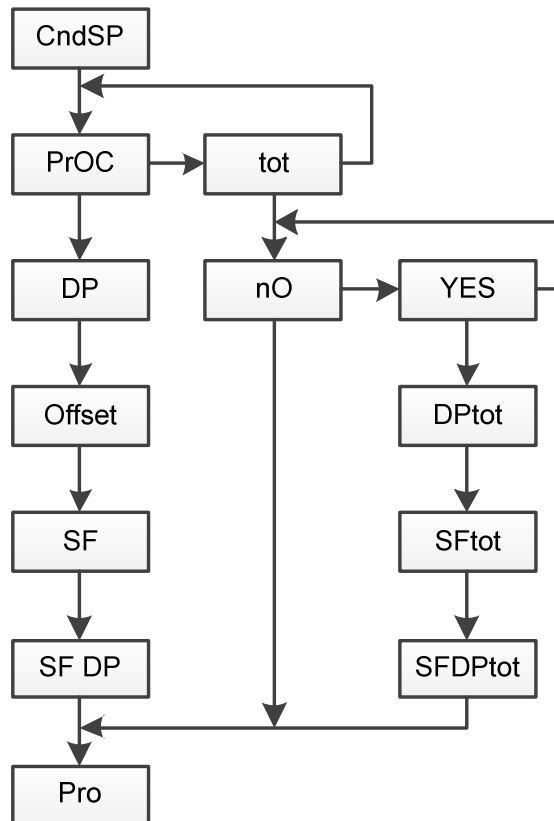 CndSP
PrOC
tot
DP
nO
YES
Offset
DPtot
SF
SFtot
SF DP
SFDPtot
Pro